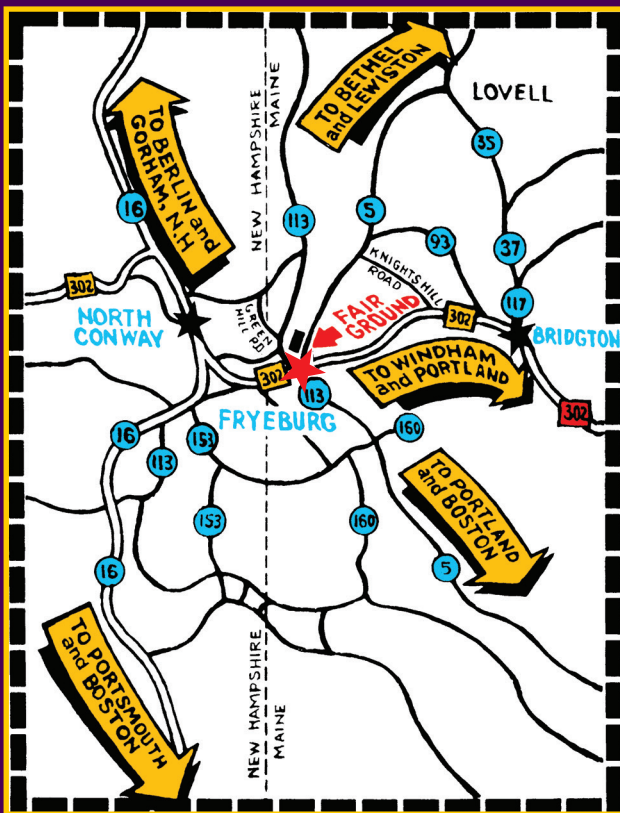 TO BETHEL
and LEWISTON
LOVELL
NEW HAMPSHIRE
MAINE
TO BERLIN and
GORHAM, N.H
35
16
113
5
93
37
KNIGHTS HILL
ROAD
302
117
302
NORTH
CONWAY
GREEN
HILL RD
FAIR
GROUND
BRIDGTON
302
TO WINDHAM
and PORTLAND
113
302
FRYEBURG
16
153
160
113
TO PORTLAND
and BOSTON
153
160
16
5
TO PORTSMOUTH
and BOSTON
NEW HAMPSHIRE
MAINE